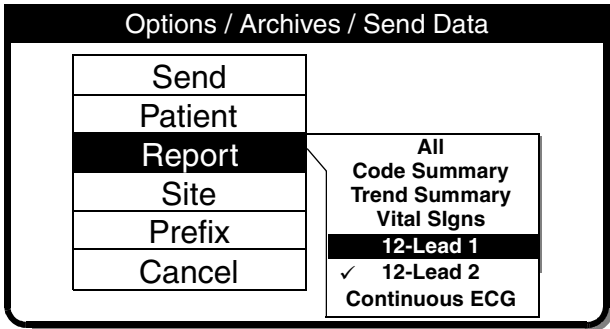 Options / Archives / Send Data
Send
Patient
Report
Site
Prefix
Cancel
All
Code Summary
Trend Summary
Vital SIgns
12-Lead 1
✓ 12-Lead 2
Continuous ECG